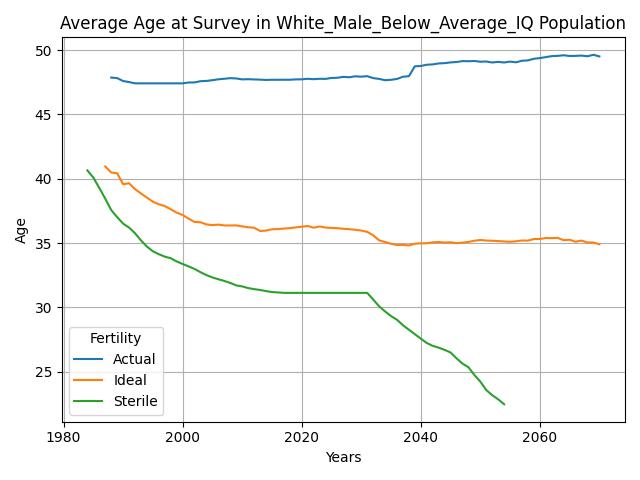 Average Age at Survey in White_Male_Below_Average_IQ Population
50
45
40
35
30
25
Age
Fertility
Actual
Ideal
Sterile
1980
2000
2020
2040
2060
Years